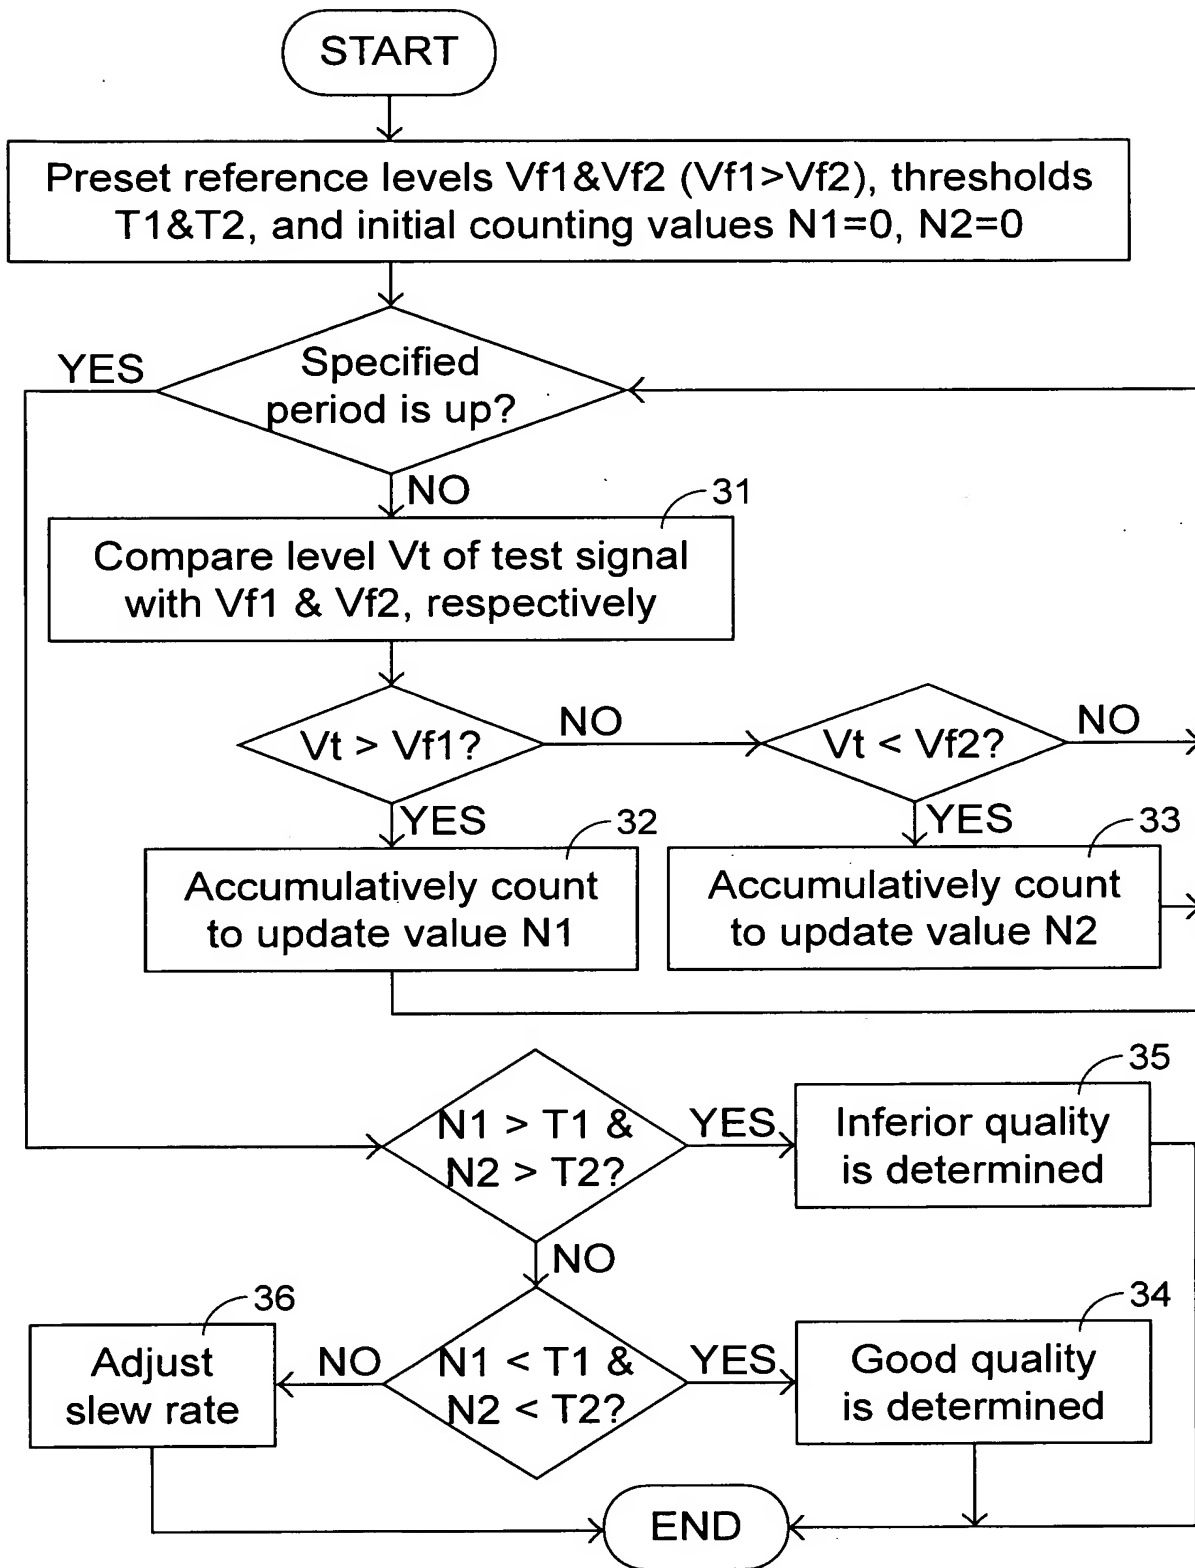 START
Preset reference levels Vf1&Vf2 (Vf1>Vf2), thresholds
T1&T2, and initial counting values N1=0, N2=0
YES
Specified
period is up?
NO
31
Compare level Vt of test signal
with Vf1 & Vf2, respectively
Vt > Vf1?
NO
Vt < Vf2?
NO
YES
32
YES
33
Accumulatively count
to update value N1
Accumulatively count
to update value N2
35
N1 > T1 &
N2 > T2?
YES
Inferior quality
is determined
NO
36
34
Adjust
slew rate
NO
N1 < T1 &
N2 < T2?
YES
Good quality
is determined
END